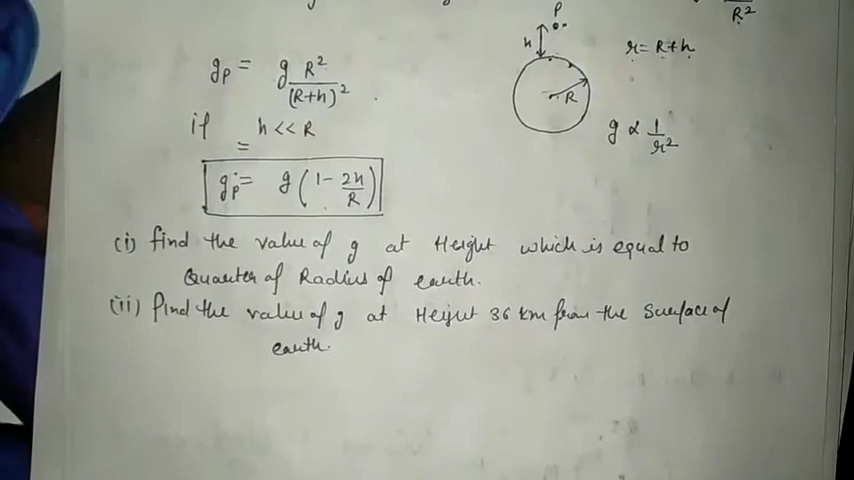 P
R²
h
r = R+h
gₚ = g R²/(R+h)²
R
if h << R
g ∝ 1/r²
gₚ = g(1 - 2h/R)
(i) find the value of g at Height which is equal to
Quarter of Radius of earth.
(ii) find the value of g at Height 36 km from the Surface of
earth.